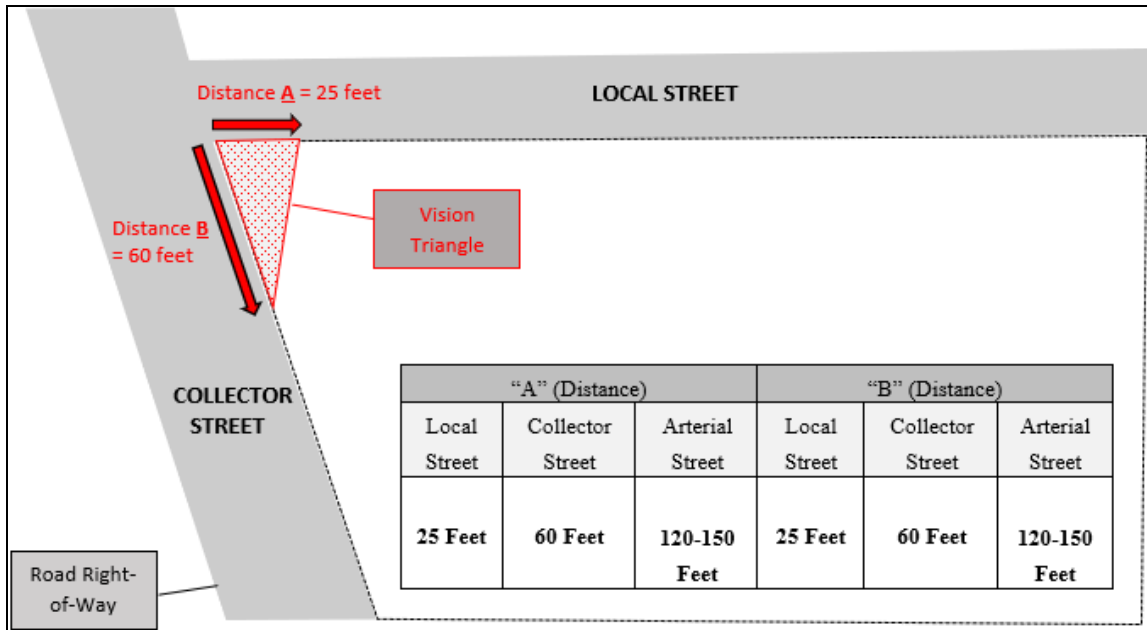 Distance A = 25 feet
LOCAL STREET
Distance B
= 60 feet
Vision
Triangle
COLLECTOR
STREET
“A” (Distance) “B” (Distance)
Local Collector Arterial Local Collector Arterial
Street Street Street Street Street Street
25 Feet 60 Feet 120-150 25 Feet 60 Feet 120-150
Feet Feet
Road Right-
of-Way